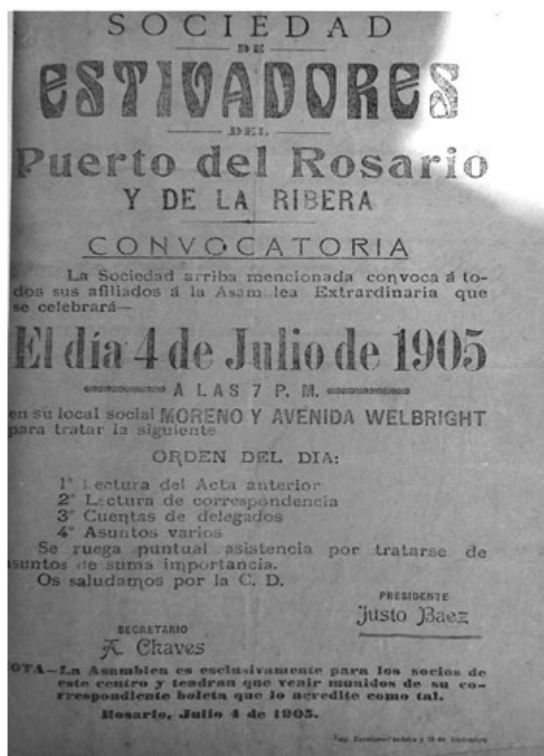 SOCIEDAD
DE
ESTIVADORES
DEL
Puerto del Rosario
Y DE LA RIBERA
CONVOCATORIA
La Sociedad arriba mencionada convoca á to-
dos sus afiliados á la Asamblea Extrardinaria que
se celebrará—
El día 4 de Julio de 1905
A LAS 7 P. M.
en su local social MORENO Y AVENIDA WELBRIGHT
para tratar la siguiente
ORDEN DEL DIA:
1° Lectura del Acta anterior
2° Lectura de correspondencia
3° Cuentas de delegados
4° Asuntos varios
Se ruega puntual asistencia por tratarse de
asuntos de suma importancia.
Os saludamos por la C. D.
PRESIDENTE
Justo Baez
SECRETARIO
A. Chaves
OTA—La Asamblea es esclusivamente para los socios de
este centro y tendran que venir munidos de su co-
rrespondiente boleta que lo acredite como tal.
Rosario, Julio 4 de 1905.
Imp.